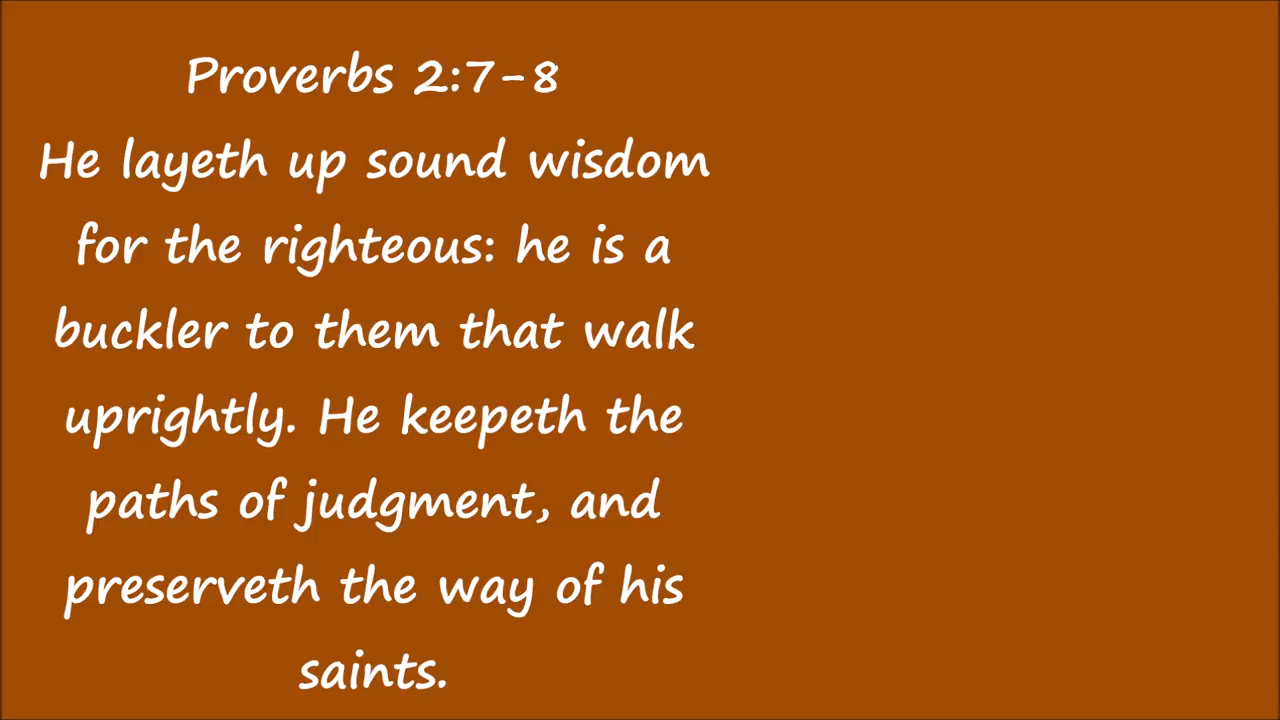 Proverbs 2:7-8
He layeth up sound wisdom
for the righteous: he is a
buckler to them that walk
uprightly. He keepeth the
paths of judgment, and
preserveth the way of his
saints.